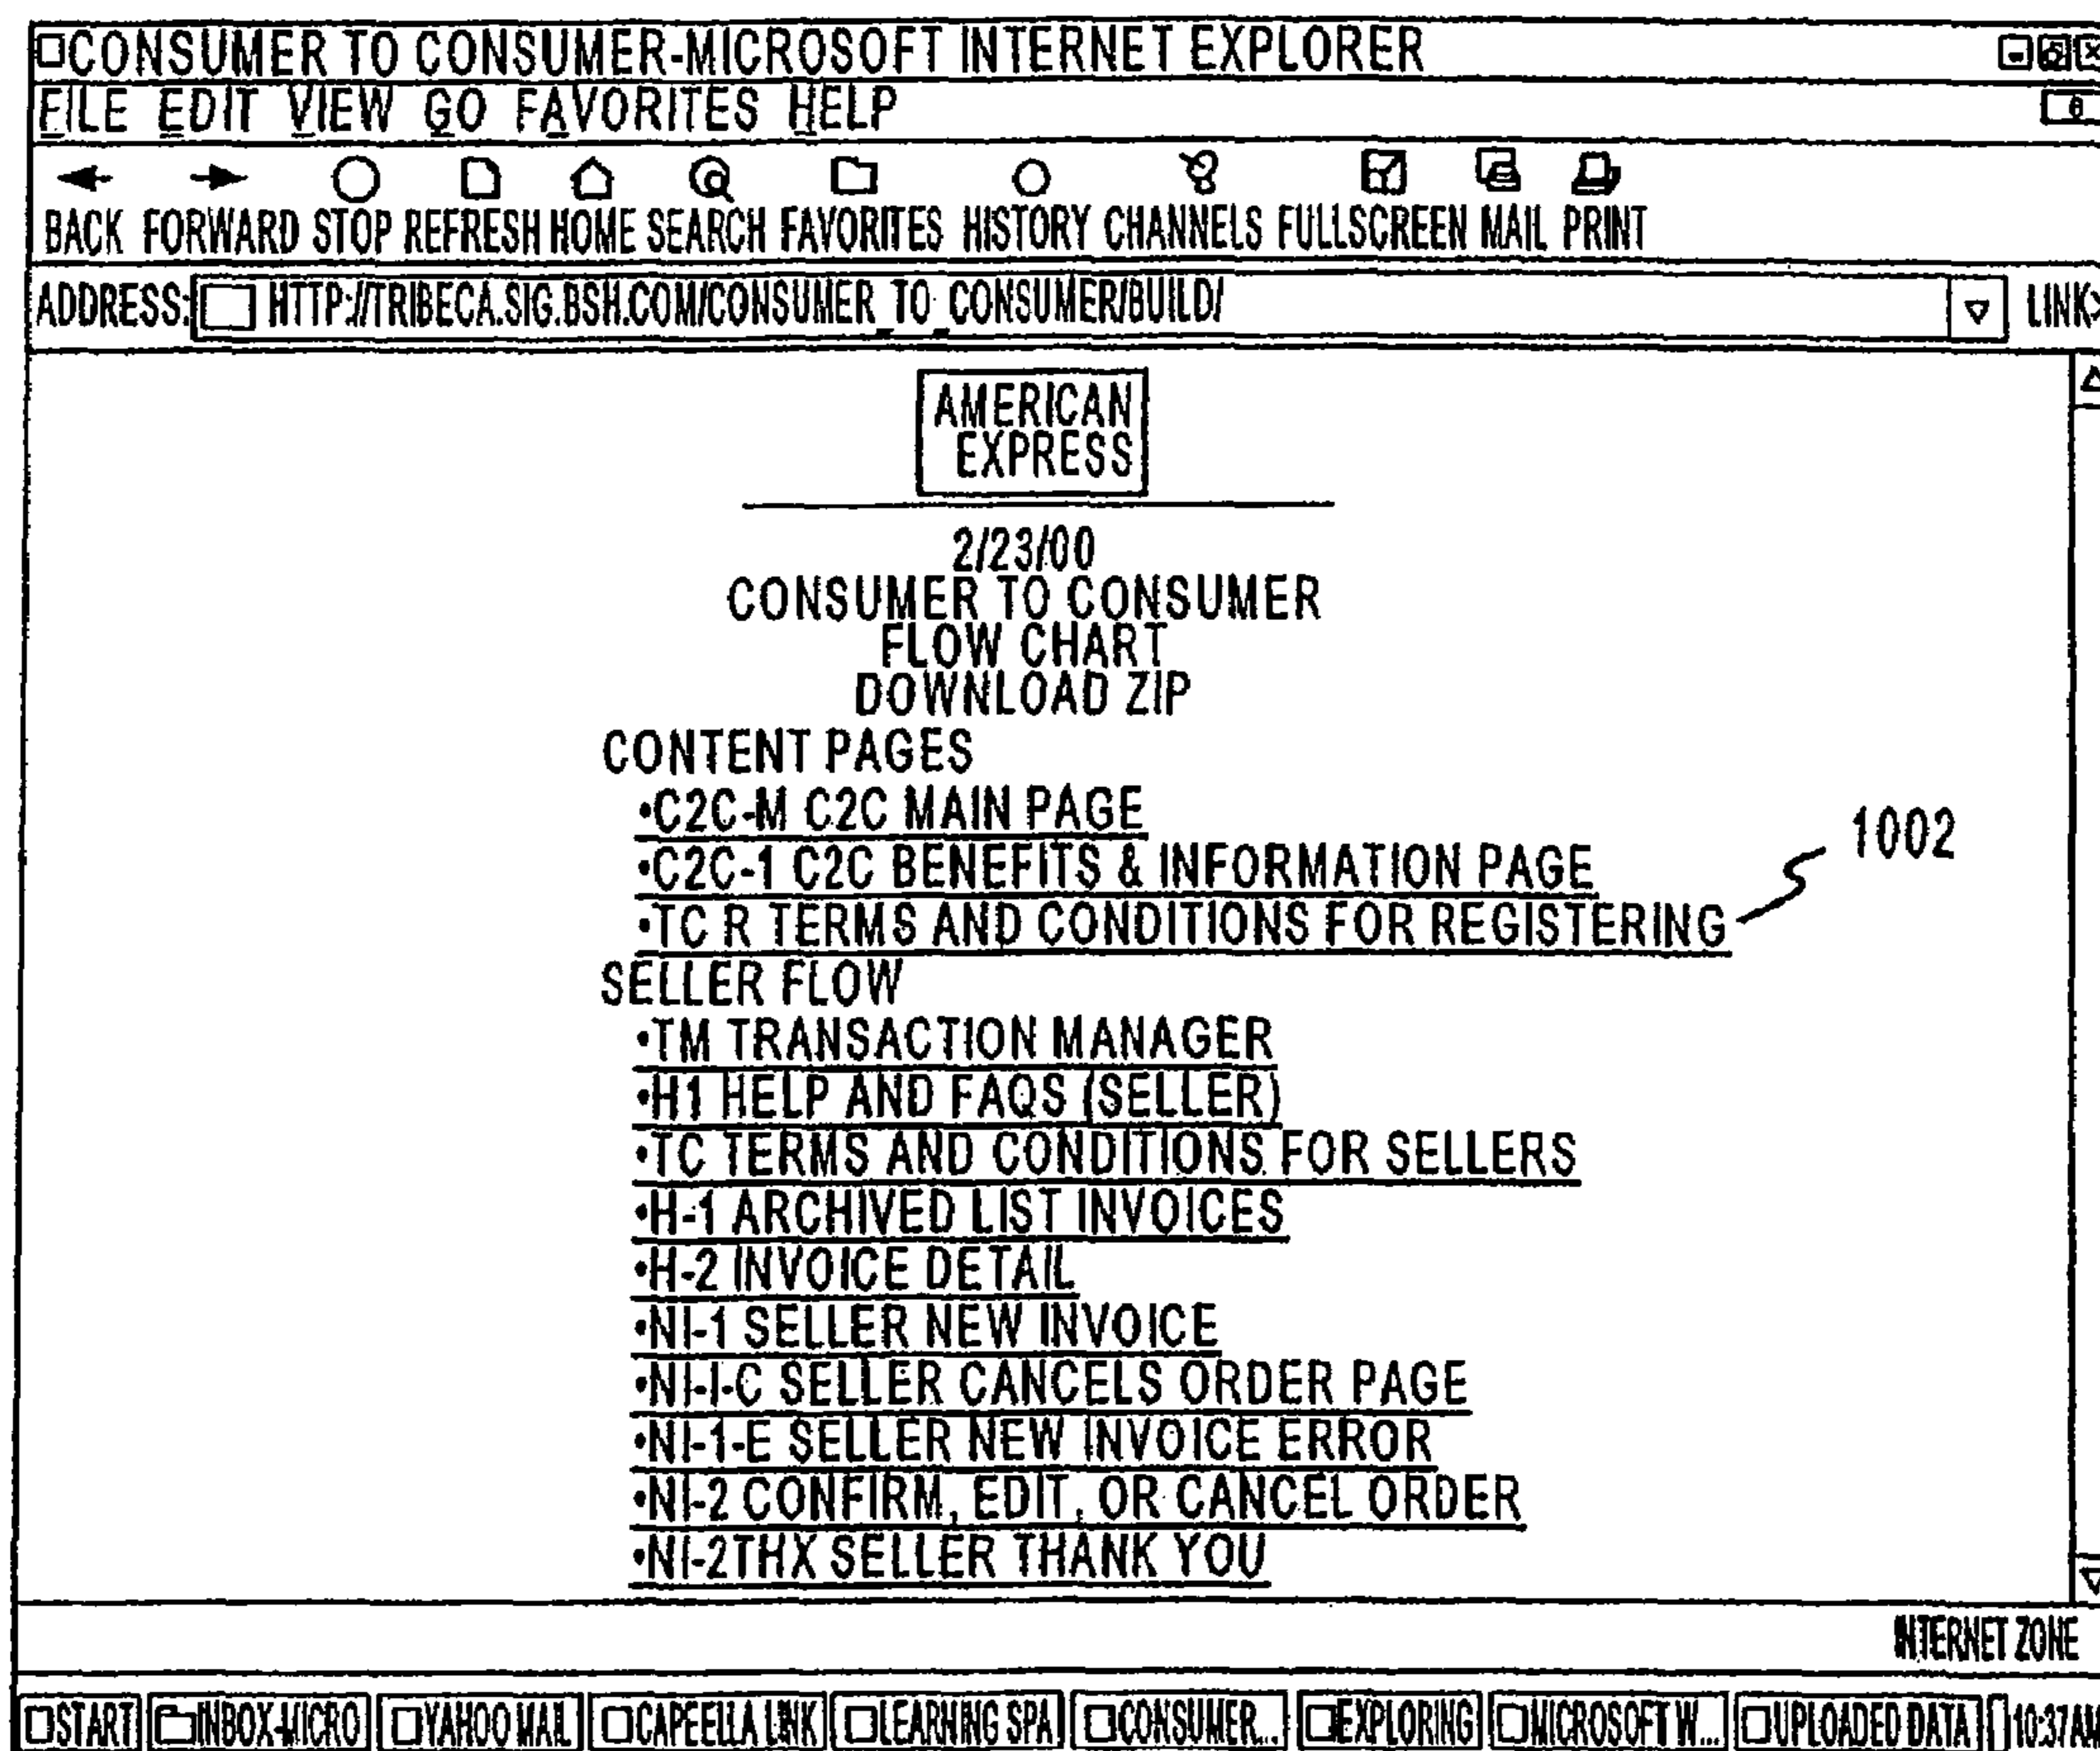 CONSUMER TO CONSUMER-MICROSOFT INTERNET EXPLORER
FILE EDIT VIEW GO FAVORITES HELP
BACK FORWARD STOP REFRESH HOME SEARCH FAVORITES HISTORY CHANNELS FULLSCREEN MAIL PRINT
ADDRESS: HTTP://TRIBECA.SIG.BSH.COM/CONSUMER_TO_CONSUMER/BUILD/ LINK>
AMERICAN
EXPRESS
2/23/00
CONSUMER TO CONSUMER
FLOW CHART
DOWNLOAD ZIP
CONTENT PAGES
•C2C-M C2C MAIN PAGE
•C2C-1 C2C BENEFITS & INFORMATION PAGE
1002
•TC R TERMS AND CONDITIONS FOR REGISTERING
SELLER FLOW
•TM TRANSACTION MANAGER
•H1 HELP AND FAQS (SELLER)
•TC TERMS AND CONDITIONS FOR SELLERS
•H-1 ARCHIVED LIST INVOICES
•H-2 INVOICE DETAIL
•NI-1 SELLER NEW INVOICE
•NI-I-C SELLER CANCELS ORDER PAGE
•NI-1-E SELLER NEW INVOICE ERROR
•NI-2 CONFIRM, EDIT, OR CANCEL ORDER
•NI-2THX SELLER THANK YOU
INTERNET ZONE
START INBOX-MICRO YAHOO MAIL CAPEELLA LINK LEARNING SPA CONSUMER... EXPLORING MICROSOFT W... UPLOADED DATA 10:37AM